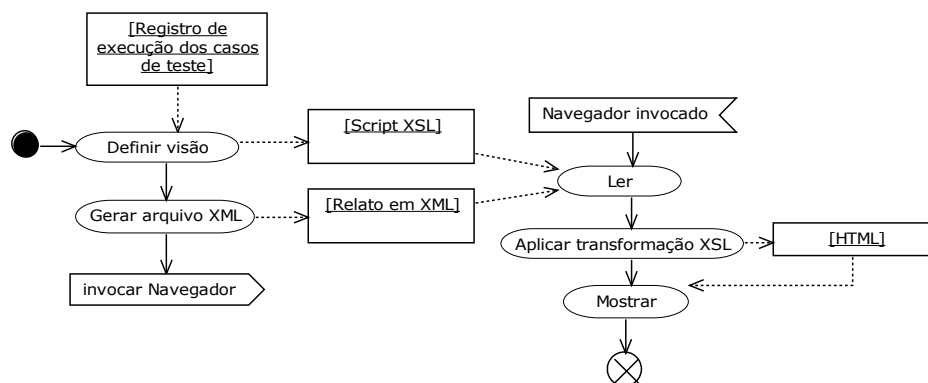 [Registro de
execução dos casos
de teste]
Navegador invocado
[Script XSL]
Definir visão
Ler
[Relato em XML]
Gerar arquivo XML
Aplicar transformação XSL
[HTML]
invocar Navegador
Mostrar